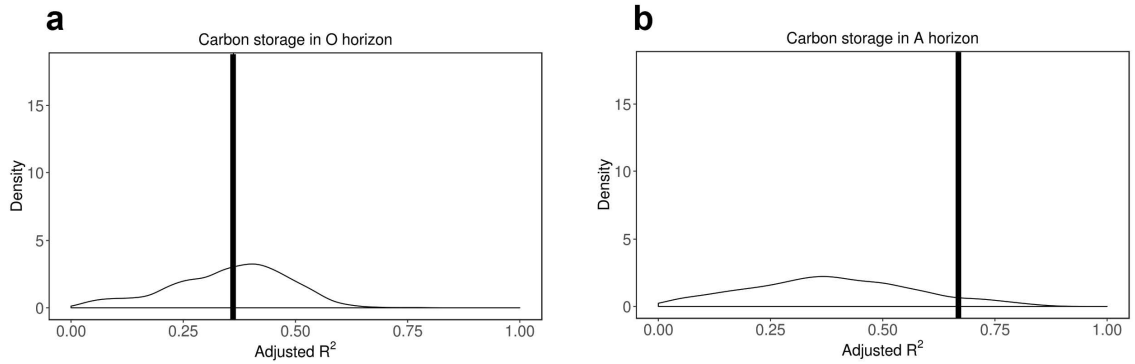 a
Carbon storage in O horizon
Density
15
10
5
0
0.00 0.25 0.50 0.75 1.00
Adjusted R²
b
Carbon storage in A horizon
Density
15
10
5
0
0.00 0.25 0.50 0.75 1.00
Adjusted R²